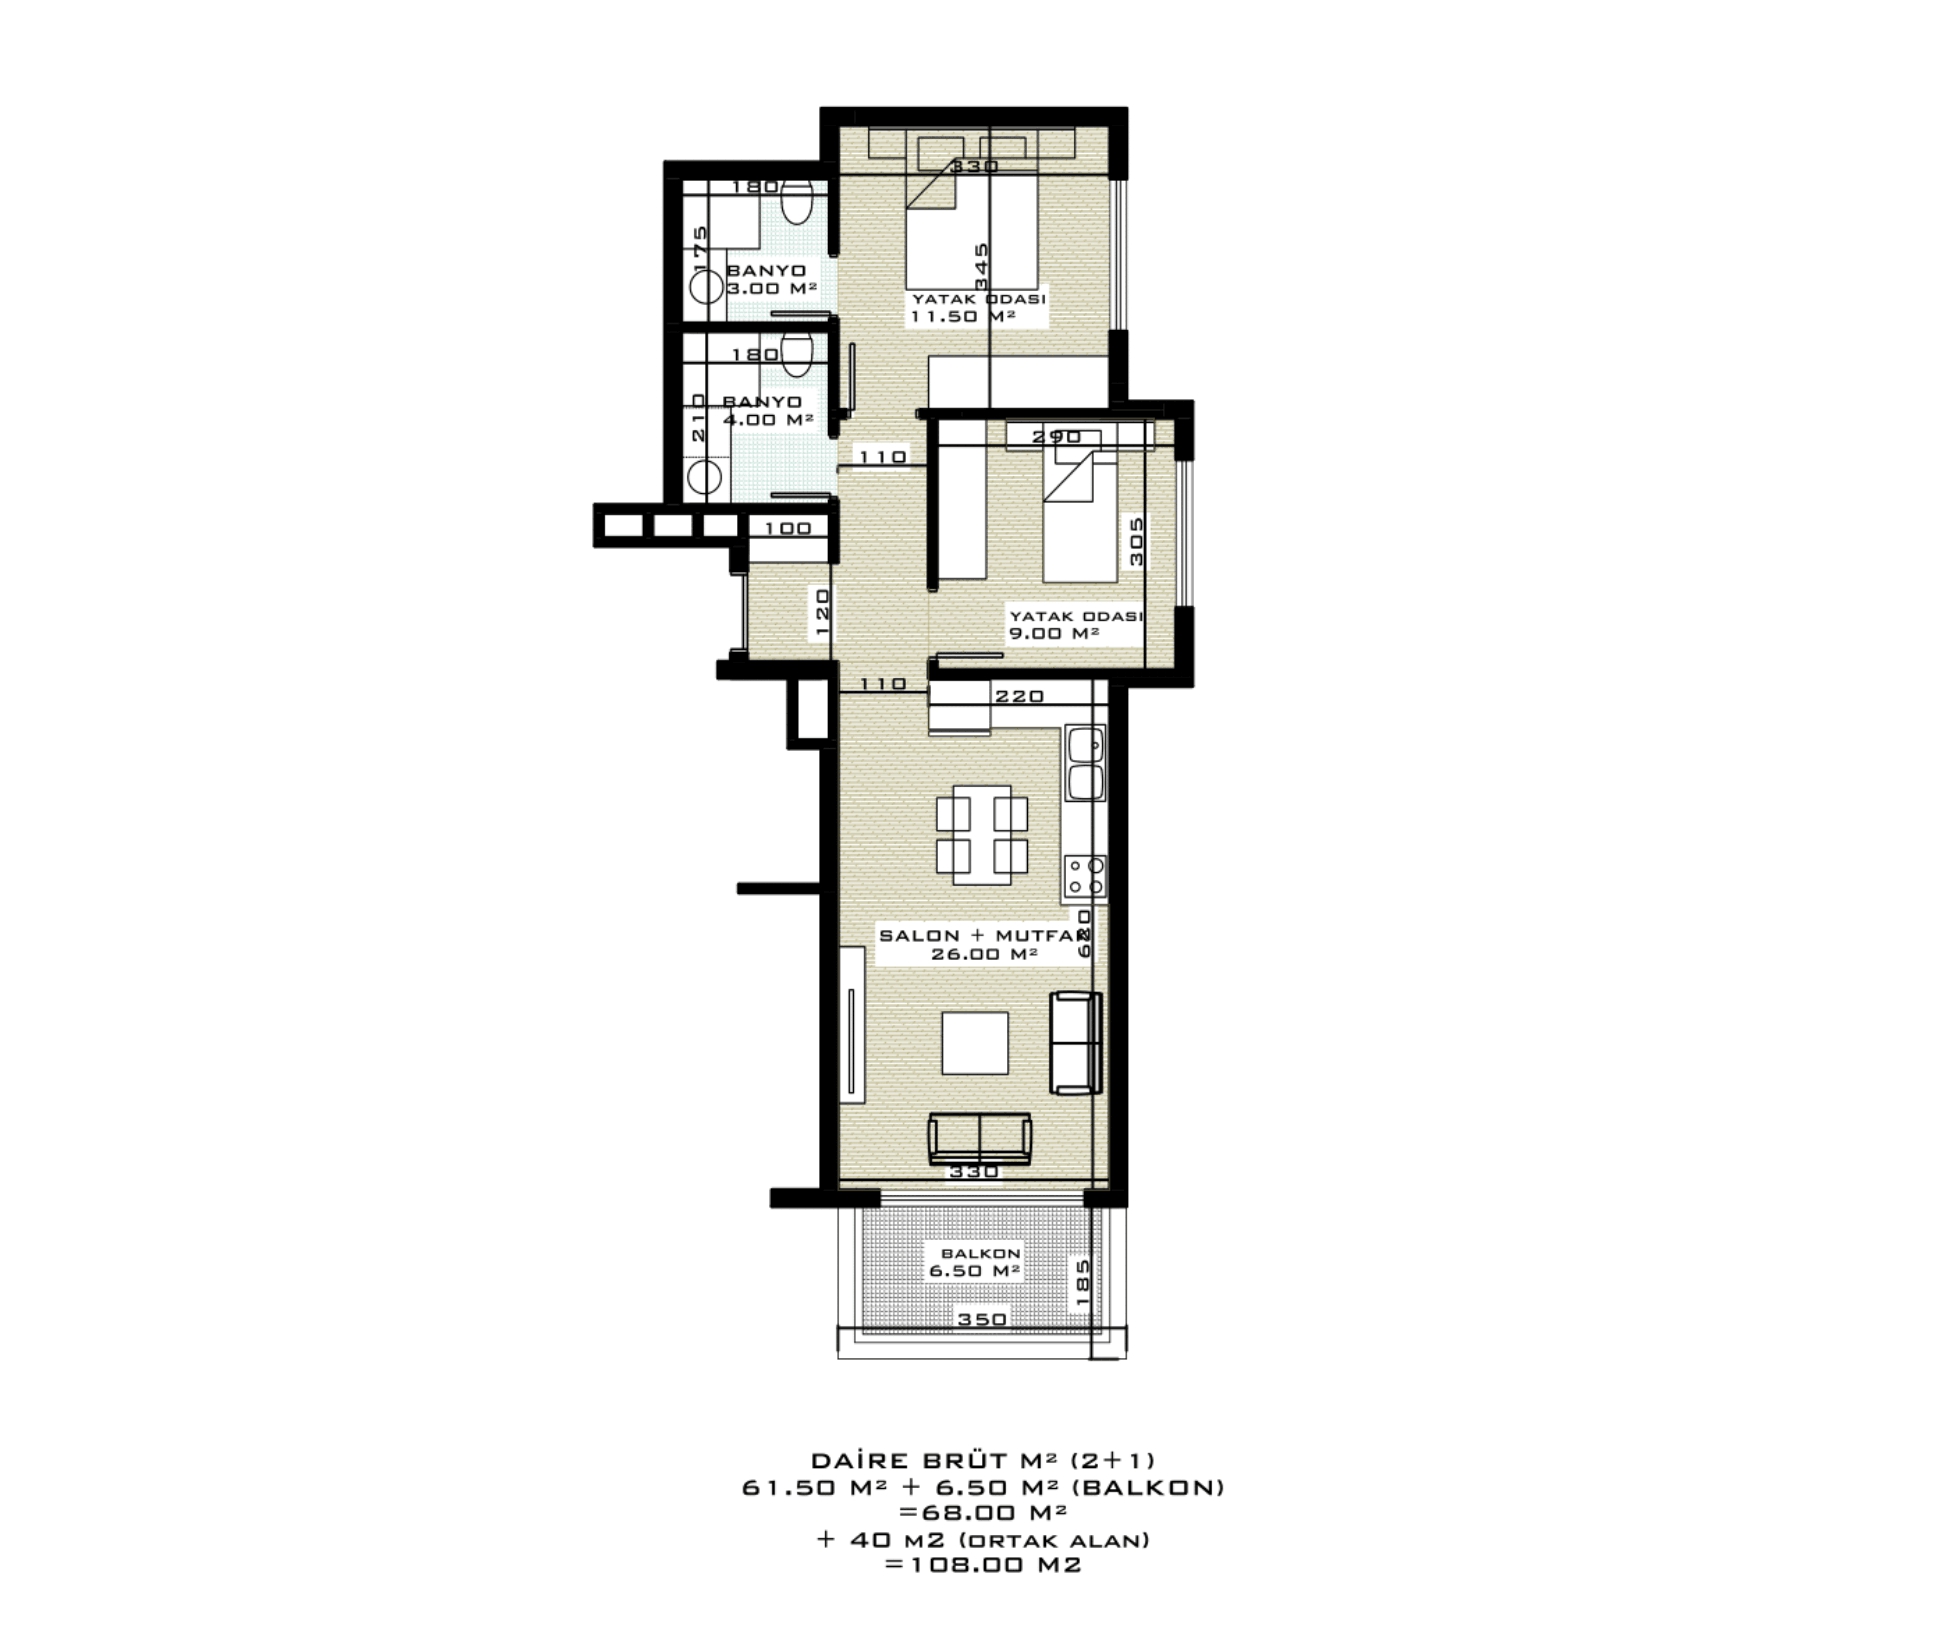 330
180
175
BANYO
3.00 M²
345
YATAK ODASI
11.50 M²
180
210
BANYO
4.00 M²
110
290
305
100
120
YATAK ODASI
9.00 M²
110
220
SALON + MUTFAK
26.00 M²
620
330
BALKON
6.50 M²
185
350
DAİRE BRÜT M² (2+1)
61.50 M² + 6.50 M² (BALKON)
=68.00 M²
+ 40 M2 (ORTAK ALAN)
=108.00 M2